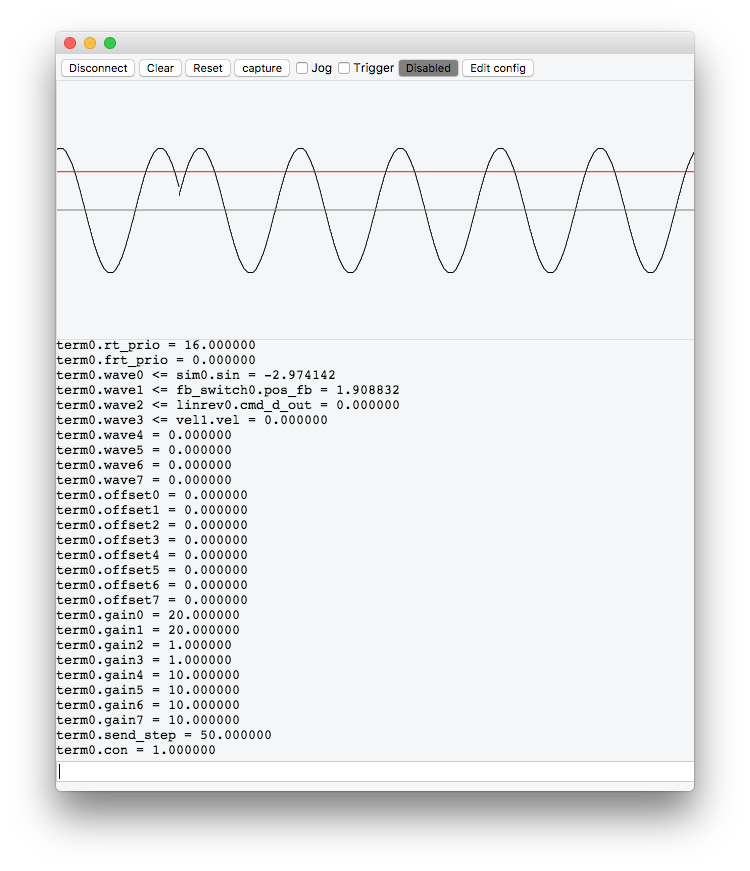 Disconnect Clear Reset capture Jog Trigger Disabled Edit config
term0.rt_prio = 16.000000
term0.frt_prio = 0.000000
term0.wave0 <= sim0.sin = -2.974142
term0.wave1 <= fb_switch0.pos_fb = 1.908832
term0.wave2 <= linrev0.cmd_d_out = 0.000000
term0.wave3 <= vel1.vel = 0.000000
term0.wave4 = 0.000000
term0.wave5 = 0.000000
term0.wave6 = 0.000000
term0.wave7 = 0.000000
term0.offset0 = 0.000000
term0.offset1 = 0.000000
term0.offset2 = 0.000000
term0.offset3 = 0.000000
term0.offset4 = 0.000000
term0.offset5 = 0.000000
term0.offset6 = 0.000000
term0.offset7 = 0.000000
term0.gain0 = 20.000000
term0.gain1 = 20.000000
term0.gain2 = 1.000000
term0.gain3 = 1.000000
term0.gain4 = 10.000000
term0.gain5 = 10.000000
term0.gain6 = 10.000000
term0.gain7 = 10.000000
term0.send_step = 50.000000
term0.con = 1.000000